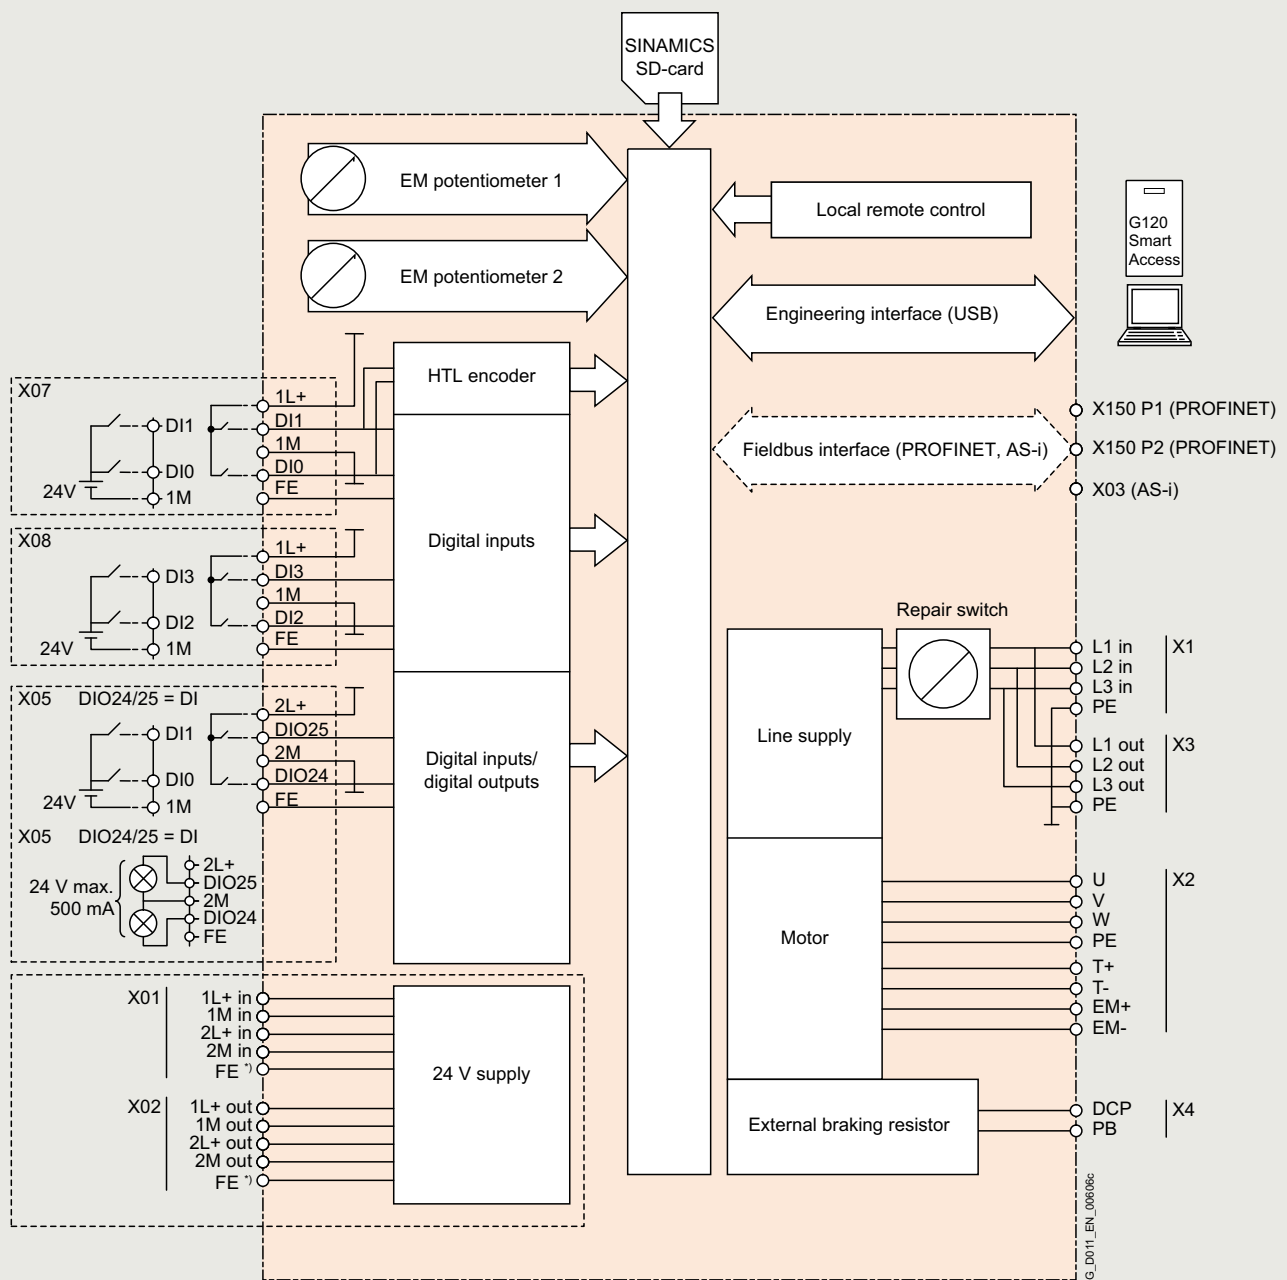 SINAMICS
SD-card
EM potentiometer 1
EM potentiometer 2
Local remote control
G120
Smart
Access
Engineering interface (USB)
HTL encoder
X07
DI1
DI0
24V
1M
1L+
DI1
1M
DI0
FE
X150 P1 (PROFINET)
Fieldbus interface (PROFINET, AS-i)
X150 P2 (PROFINET)
X03 (AS-i)
X08
DI3
DI2
24V
1M
1L+
DI3
1M
DI2
FE
Digital inputs
Repair switch
L1 in
L2 in
L3 in
PE
X1
Line supply
L1 out
L2 out
L3 out
PE
X3
X05 DIO24/25 = DI
DI1
DI0
24V
1M
2L+
DIO25
2M
DIO24
FE
Digital inputs/
digital outputs
X05 DIO24/25 = DI
24 V max.
500 mA
2L+
DIO25
2M
DIO24
FE
Motor
U
V
W
PE
T+
T-
EM+
EM-
X2
X01
1L+ in
1M in
2L+ in
2M in
FE *)
24 V supply
X02
1L+ out
1M out
2L+ out
2M out
FE *)
External braking resistor
DCP
PB
X4
G_D011_EN_00606c